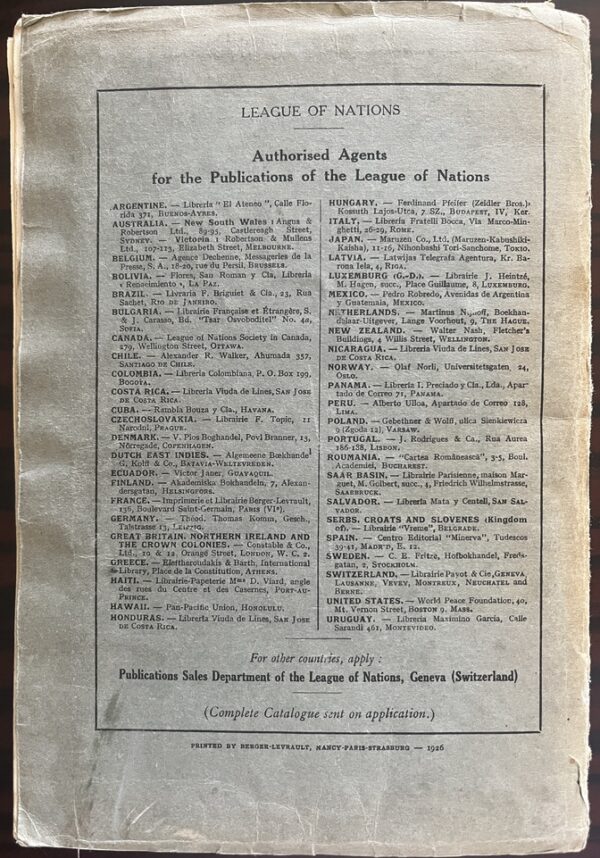 LEAGUE OF NATIONS
Authorised Agents
for the Publications of the League of Nations
ARGENTINE. — Libreria " El Ateneo ", Calle Flo-
rida 371, BUENOS-AYRES.
AUSTRALIA. — New South Wales : Angus &
Robertson Ltd., 89-95, Castlereagh Street,
SYDNEY. — Victoria : Robertson & Mullens
Ltd., 107-113, Elizabeth Street, MELBOURNE.
BELGIUM. — Agence Dechenne, Messageries de la
Presse, S. A., 18-20, rue du Persil, BRUSSELS.
BOLIVIA. — Flores, San Roman y Cia, Libreria
« Renacimiento », LA PAZ.
BRAZIL. — Livraria F. Briguiet & Cia., 23, Rua
Sachet, RIO DE JANEIRO.
BULGARIA. — Librairie Française et Étrangère, S.
& J. Carasso, Bd. "Tsar Osvoboditel" No. 4a,
SOFIA.
CANADA. — League of Nations Society in Canada,
279, Wellington Street, OTTAWA.
CHILE. — Alexander R. Walker, Ahumada 357,
SANTIAGO DE CHILE.
COLOMBIA. — Libreria Colombiana, P. O. Box 199,
BOGOTA.
COSTA RICA. — Libreria Viuda de Lines, SAN JOSE
DE COSTA RICA.
CUBA. — Rambla Bouza y Cla., HAVANA.
CZECHOSLOVAKIA. — Librairie F. Topic, 11
Narodni, PRAGUE.
DENMARK. — V. Pios Boghandel, Povl Branner, 13,
Nörregade, COPENHAGEN.
DUTCH EAST INDIES. — Algemeene Boekhandel
G. Kolff & Co., BATAVIA-WALTEVREDEN.
ECUADOR. — Victor Janer, GUAYAQUIL.
FINLAND. — Akademiska Bokhandeln, 7, Alexan-
dersgatan, HELSINGFORS.
FRANCE. — Imprimerie et Librairie Berger-Levrault,
136, Boulevard Saint-Germain, PARIS (VIᵉ).
GERMANY. — Théod. Thomas Komm. Gesch.,
Talstrasse 13, LEIPZIG.
GREAT BRITAIN, NORTHERN IRELAND AND
THE CROWN COLONIES. — Constable & Co.,
Ltd., 10 & 12, Orange Street, LONDON, W. C. 2.
GREECE. — Eleftheroudakis & Barth, International
Library, Place de la Constitution, ATHENS.
HAITI. — Librairie-Papeterie Mᵐᵉ D. Viard, angle
des rues du Centre et des Casernes, PORT-AU-
PRINCE.
HAWAII. — Pan-Pacific Union, HONOLULU.
HONDURAS. — Libreria Viuda de Lines, SAN JOSE
DE COSTA RICA.
HUNGARY. — Ferdinand Pfeifer (Zeidler Bros.)
Kossuth Lajos-Utca, 7 SZ., BUDAPEST, IV, Ker.
ITALY. — Libreria Fratelli Bocca, Via Marco-Min-
ghetti, 26-29, ROME.
JAPAN. — Maruzen Co., Ltd. (Maruzen-Kabushiki-
Kaisha), 11-16, Nihonbashi Tori-Sanchome, TOKIO.
LATVIA. — Latwijas Telegrafa Agentura, Kr. Ba-
rona Iela, 4, RIGA.
LUXEMBURG (G.-D.). — Librairie J. Heintzé,
M. Hagen, succ., Place Guillaume, 8, LUXEMBURG.
MEXICO. — Pedro Robredo, Avenidas de Argentina
y Guatemala, MEXICO.
NETHERLANDS. — Martinus Boekhan-
delaar-Uitgever, Lange Voorhout, 9, THE HAGUE.
NEW ZEALAND. — Walter Nash, Fletcher's
Buildings, 4 Willis Street, WELLINGTON.
NICARAGUA. — Libreria Viuda de Lines, SAN JOSE
DE COSTA RICA.
NORWAY. — Olaf Norli, Universitetsgaten 24,
OSLO.
PANAMA. — Libreria I. Preciado y Cla., Lda., Apar-
tado de Correo 71, PANAMA.
PERU. — Alberto Ulloa, Apartado de Correo 128,
LIMA.
POLAND. — Gebethner & Wolff, ulica Sienkiewicza
9 (Zgoda 12), VARSAW.
PORTUGAL. — J. Rodrigues & Ca., Rua Aurea
186-188, LISBON.
ROUMANIA. — "Cartea Românească", 3-5, Boul.
Academiei, BUCHAREST.
SAAR BASIN. — Librairie Parisienne, maison Mar-
guet, M. Golbert, succ., 4, Friedrich Wilhelmstrasse,
SAAEBRUCK.
SALVADOR. — Libreria Mata y Centell, SAN SAL-
VADOR.
SERBS, CROATS AND SLOVENES (Kingdom
of). — Librairie "Vreme", BELGRADE.
SPAIN. — Centro Editorial "Minerva", Tudescos
39-41, MADRID, E. 12.
SWEDEN. — C. E. Fritze, Hofbokhandel, Freds-
gatan, 2, STOCKHOLM.
SWITZERLAND. — Librairie Payot & Cie, GENEVA,
LAUSANNE, VEVEY, MONTREUX, NEUCHATEL and
BERNE.
UNITED STATES. — World Peace Foundation, 40,
Mt. Vernon Street, BOSTON 9, MASS.
URUGUAY. — Libreria Maximino Garcia, Calle
Sarandi 461, MONTEVIDEO.
For other countries, apply :
Publications Sales Department of the League of Nations, Geneva (Switzerland)
(Complete Catalogue sent on application.)
PRINTED BY BERGER-LEVRAULT, NANCY-PARIS-STRASBURG — 1926